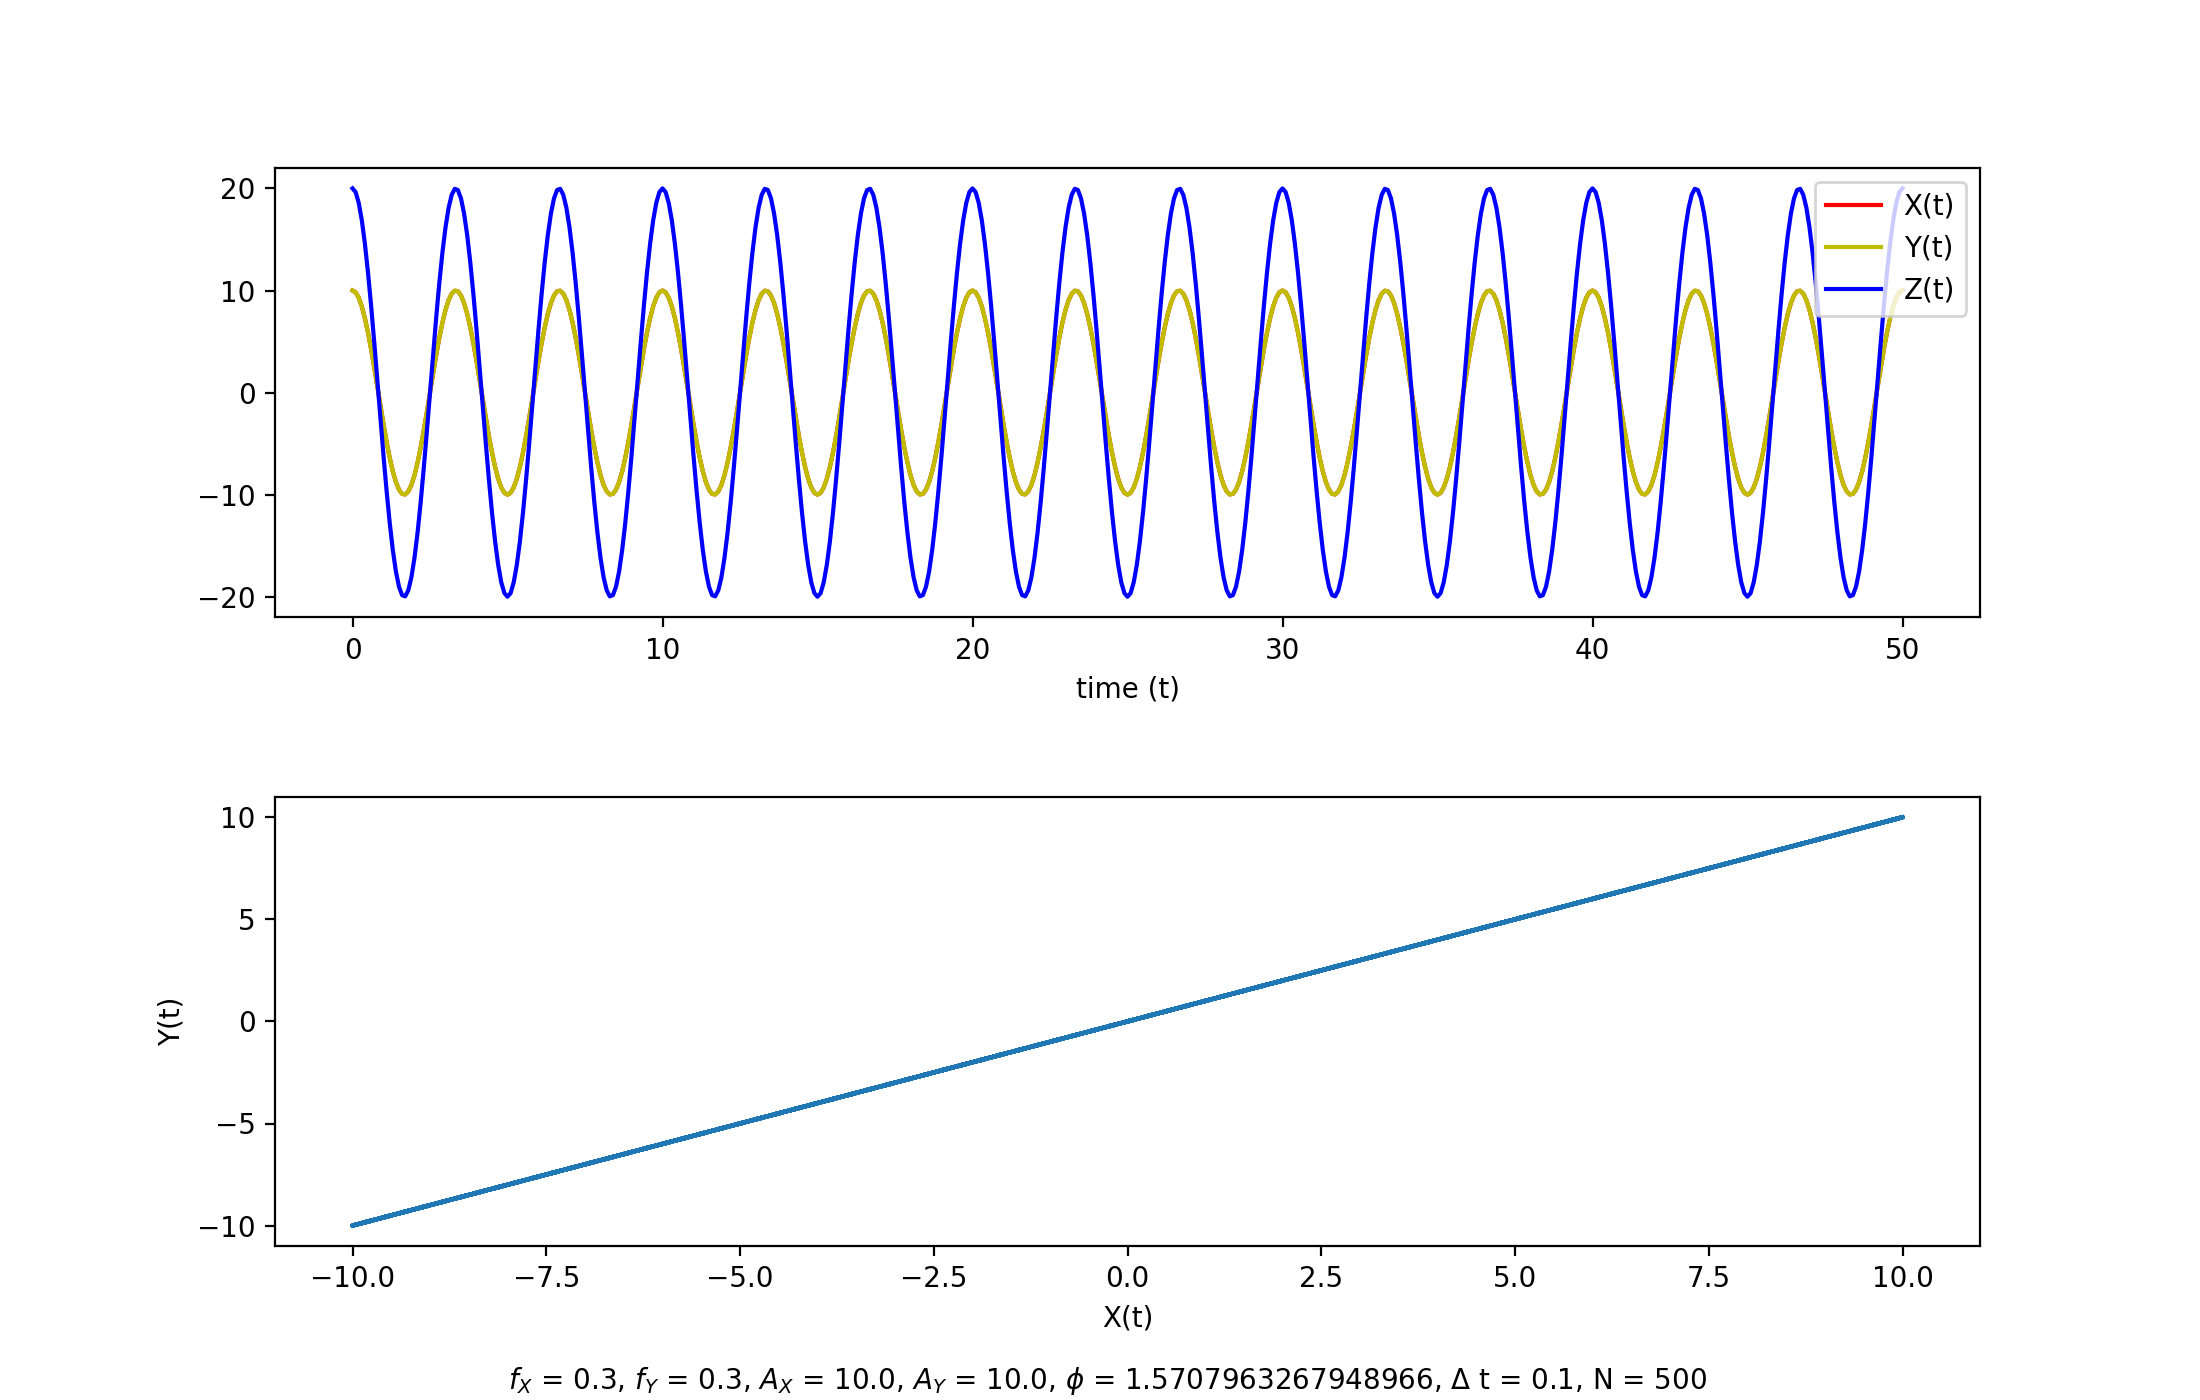 20
10
0
−10
−20
X(t)
Y(t)
Z(t)
0 10 20 30 40 50
time (t)
10
5
0
−5
−10
Y(t)
−10.0 −7.5 −5.0 −2.5 0.0 2.5 5.0 7.5 10.0
X(t)
f_X = 0.3, f_Y = 0.3, A_X = 10.0, A_Y = 10.0, ϕ = 1.5707963267948966, Δ t = 0.1, N = 500